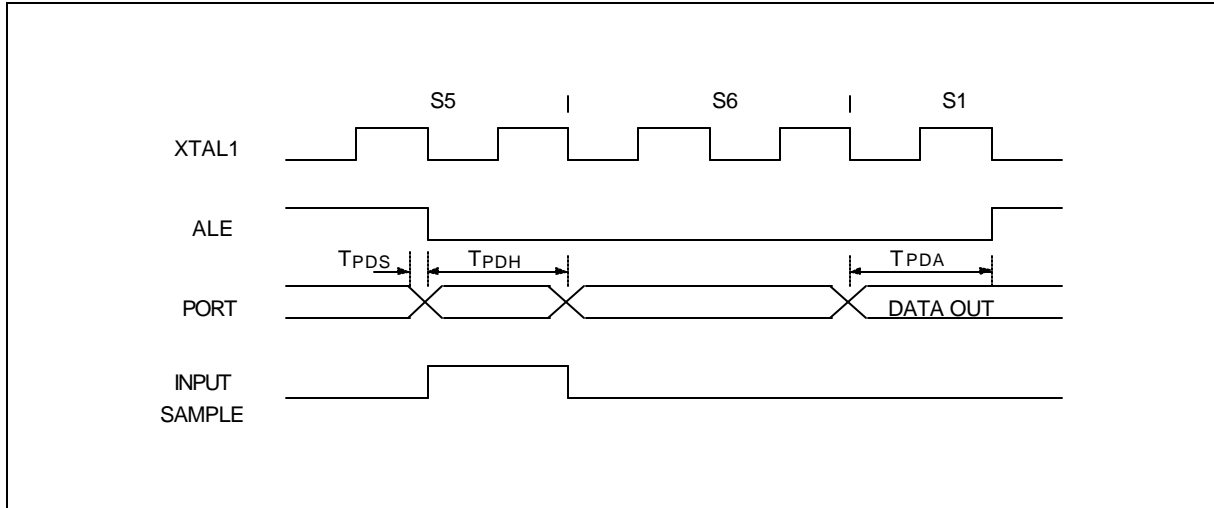 S5 S6 S1
XTAL1
ALE
TPDS TPDH TPDA
PORT DATA OUT
INPUT
SAMPLE